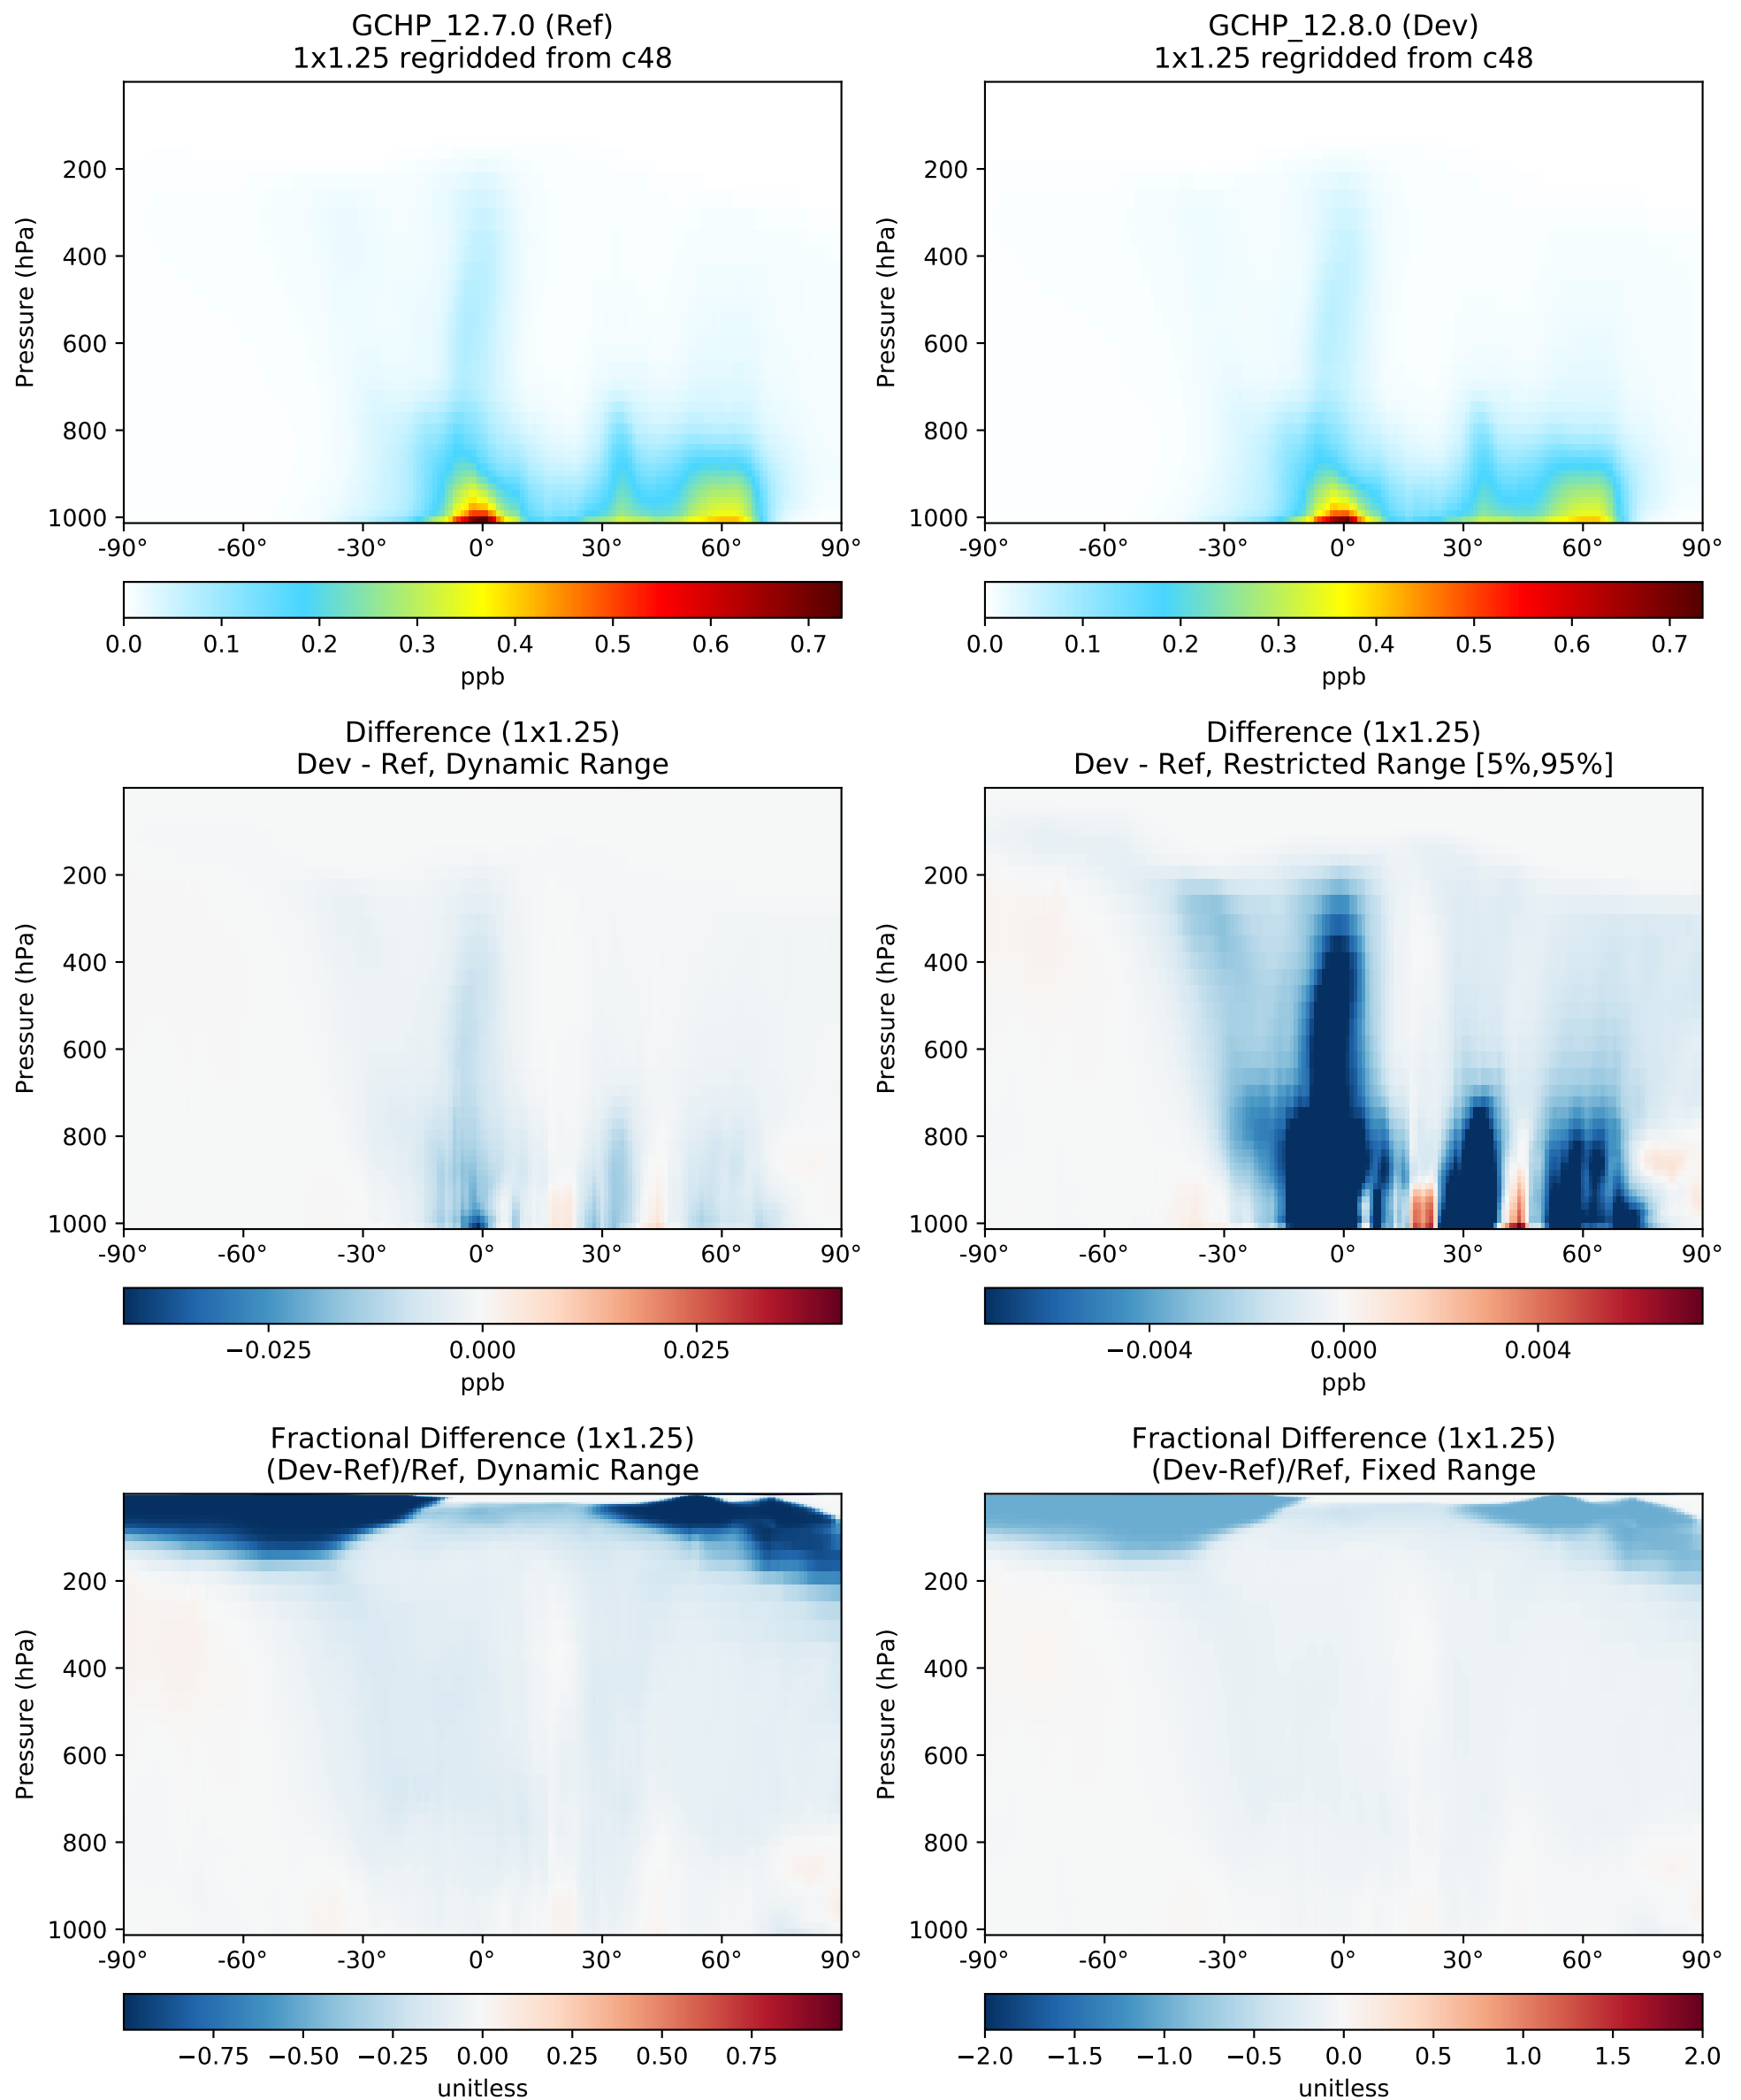 GCHP_12.7.0 (Ref)
1x1.25 regridded from c48
Pressure (hPa)
200
400
600
800
1000
-90° -60° -30° 0° 30° 60° 90°
0.0 0.1 0.2 0.3 0.4 0.5 0.6 0.7
ppb
GCHP_12.8.0 (Dev)
1x1.25 regridded from c48
Pressure (hPa)
200
400
600
800
1000
-90° -60° -30° 0° 30° 60° 90°
0.0 0.1 0.2 0.3 0.4 0.5 0.6 0.7
ppb
Difference (1x1.25)
Dev - Ref, Dynamic Range
Pressure (hPa)
200
400
600
800
1000
-90° -60° -30° 0° 30° 60° 90°
−0.025 0.000 0.025
ppb
Difference (1x1.25)
Dev - Ref, Restricted Range [5%,95%]
Pressure (hPa)
200
400
600
800
1000
-90° -60° -30° 0° 30° 60° 90°
−0.004 0.000 0.004
ppb
Fractional Difference (1x1.25)
(Dev-Ref)/Ref, Dynamic Range
Pressure (hPa)
200
400
600
800
1000
-90° -60° -30° 0° 30° 60° 90°
−0.75 −0.50 −0.25 0.00 0.25 0.50 0.75
unitless
Fractional Difference (1x1.25)
(Dev-Ref)/Ref, Fixed Range
Pressure (hPa)
200
400
600
800
1000
-90° -60° -30° 0° 30° 60° 90°
−2.0 −1.5 −1.0 −0.5 0.0 0.5 1.0 1.5 2.0
unitless